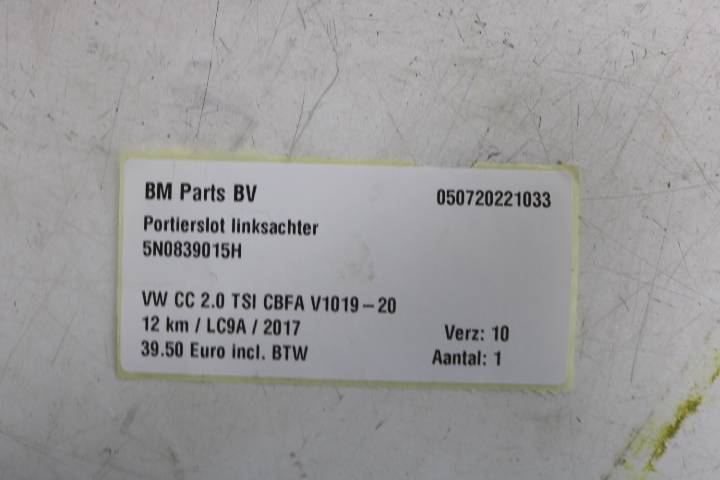 BM Parts BV 050720221033
Portierslot linksachter
5N0839015H
VW CC 2.0 TSI CBFA V1019-20
12 km / LC9A / 2017 Verz: 10
39.50 Euro incl. BTW Aantal: 1